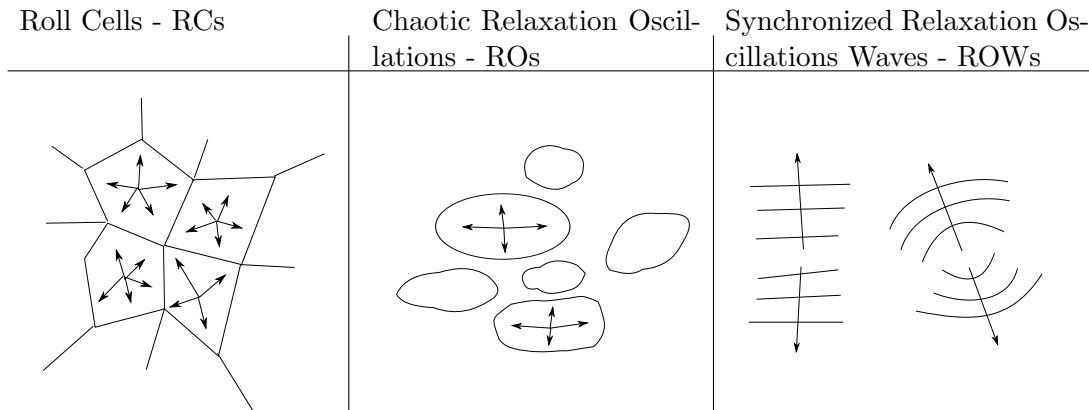 Roll Cells - RCs
Chaotic Relaxation Oscil-
lations - ROs
Synchronized Relaxation Os-
cillations Waves - ROWs